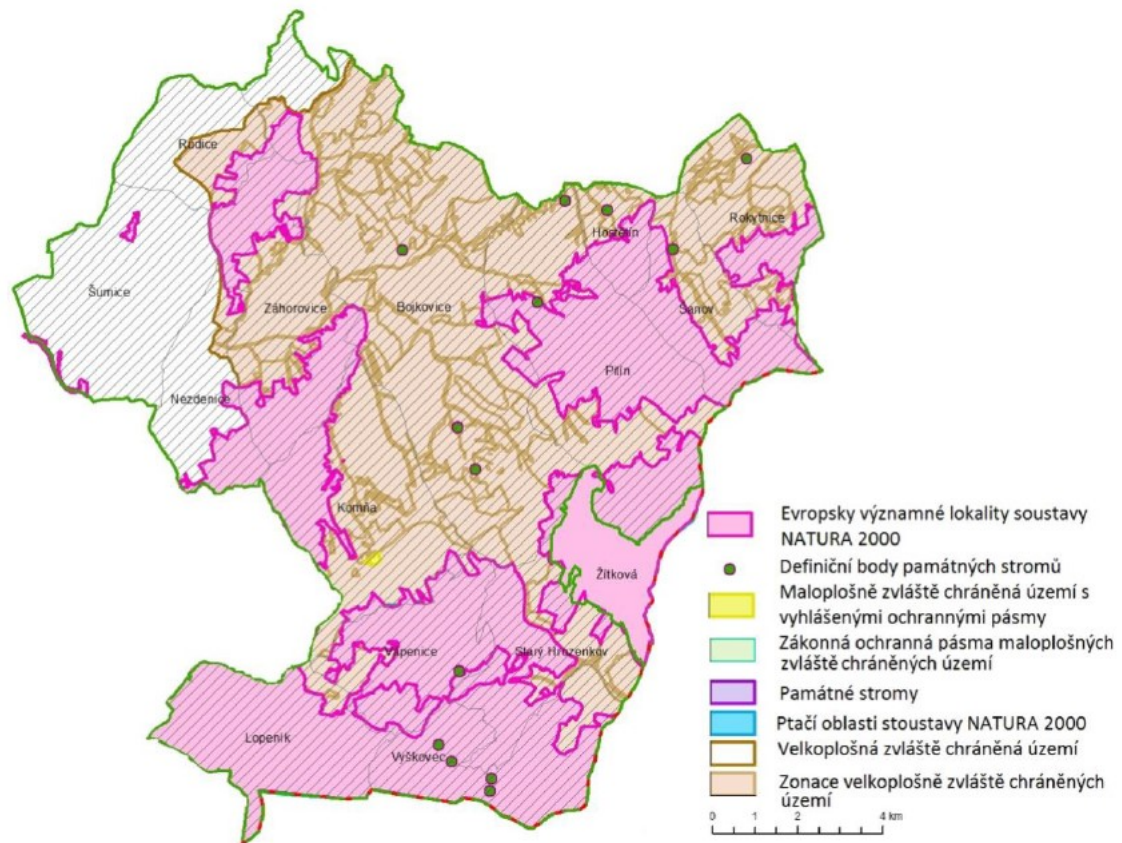 Rudice
Rokytnice
Hostětín
Šumice
Záhorovice
Bojkovice
Šanov
Pitín
Nezdenice
Komňa
Žítková
Vápenice
Starý Hrozenkov
Lopeník
Vyškovec
Evropsky významné lokality soustavy
NATURA 2000
Definiční body památných stromů
Maloplošně zvláště chráněná území s
vyhlášenými ochrannými pásmy
Zákonná ochranná pásma maloplošných
zvláště chráněných území
Památné stromy
Ptačí oblasti stoustavy NATURA 2000
Velkoplošná zvláště chráněná území
Zonace velkoplošně zvláště chráněných
území
0 1 2 4 km